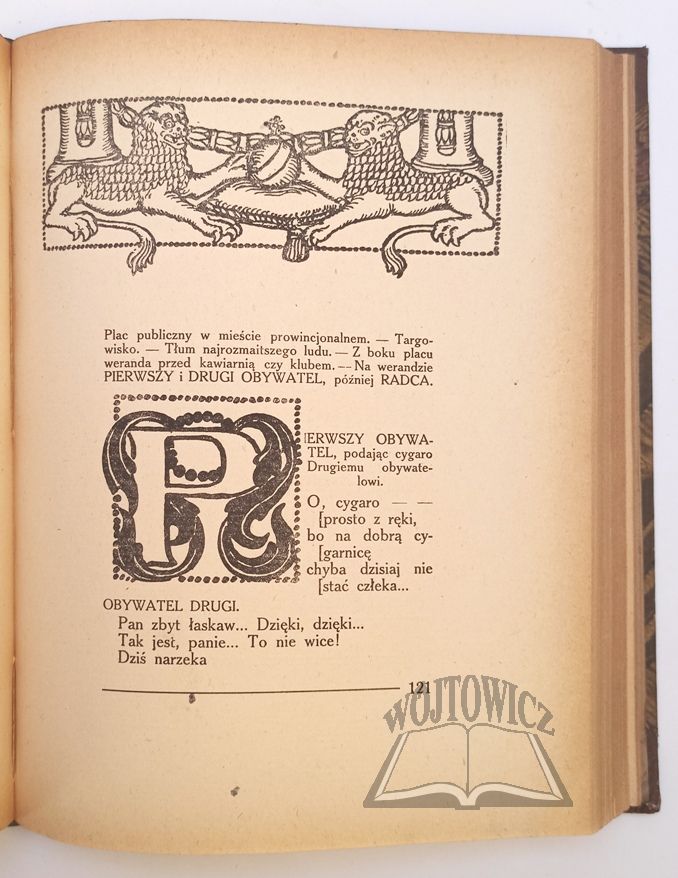 Plac publiczny w mieście prowincjonalnem. — Targo-
wisko. — Tłum najrozmaitszego ludu. — Z boku placu
weranda przed kawiarnią czy klubem. — Na werandzie
PIERWSZY i DRUGI OBYWATEL, później RADCA.
PIERWSZY OBYWA-
TEL, podając cygaro
Drugiemu obywate-
lowi.
O, cygaro — —
[prosto z ręki,
bo na dobrą cy-
[garnicę
chyba dzisiaj nie
[stać człeka...
OBYWATEL DRUGI.
Pan zbyt łaskaw... Dzięki, dzięki...
Tak jest, panie... To nie wice!
Dziś narzeka
121
WÓJTOWICZ